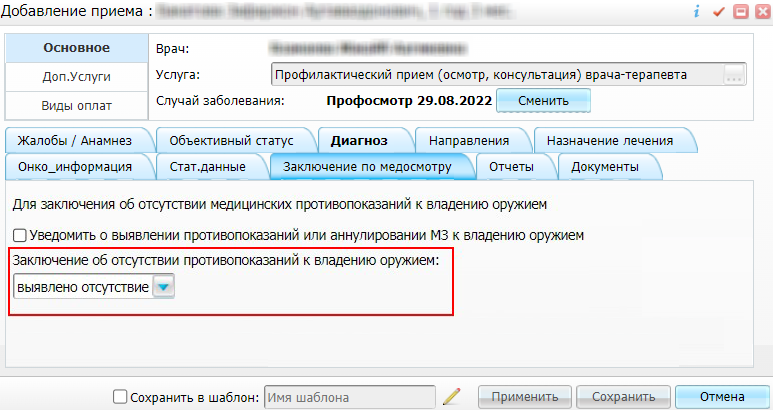 Добавление приема :
Основное
Доп.Услуги
Виды оплат
Врач:
Услуга: Профилактический прием (осмотр, консультация) врача-терапевта ...
Случай заболевания: Профосмотр 29.08.2022 Сменить
Жалобы / Анамнез Объективный статус Диагноз Направления Назначение лечения
Онко_информация Стат.данные Заключение по медосмотру Отчеты Документы
Для заключения об отсутствии медицинских противопоказаний к владению оружием
Уведомить о выявлении противопоказаний или аннулировании МЗ к владению оружием
Заключение об отсутствии противопоказаний к владению оружием:
выявлено отсутствие
Сохранить в шаблон: Имя шаблона Применить Сохранить Отмена